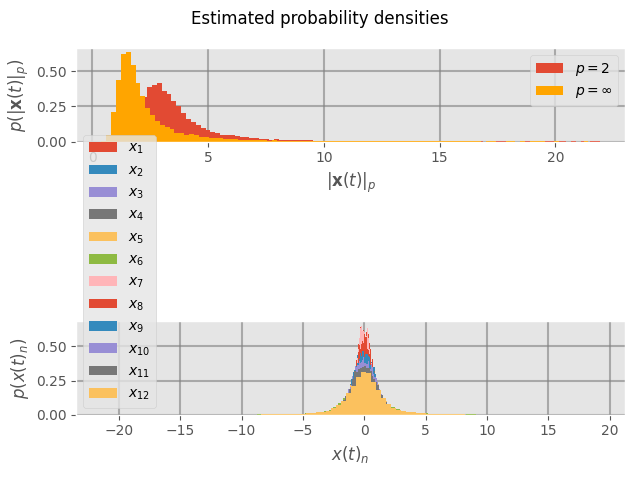 Estimated probability densities
p(|x(t)|_p)
0.50
0.25
0.00
p = 2
p = ∞
0 5 10 15 20
|x(t)|_p
x_1
x_2
x_3
x_4
x_5
x_6
x_7
x_8
x_9
x_10
x_11
x_12
p(x(t)_n)
0.50
0.25
0.00
−20 −15 −10 −5 0 5 10 15 20
x(t)_n